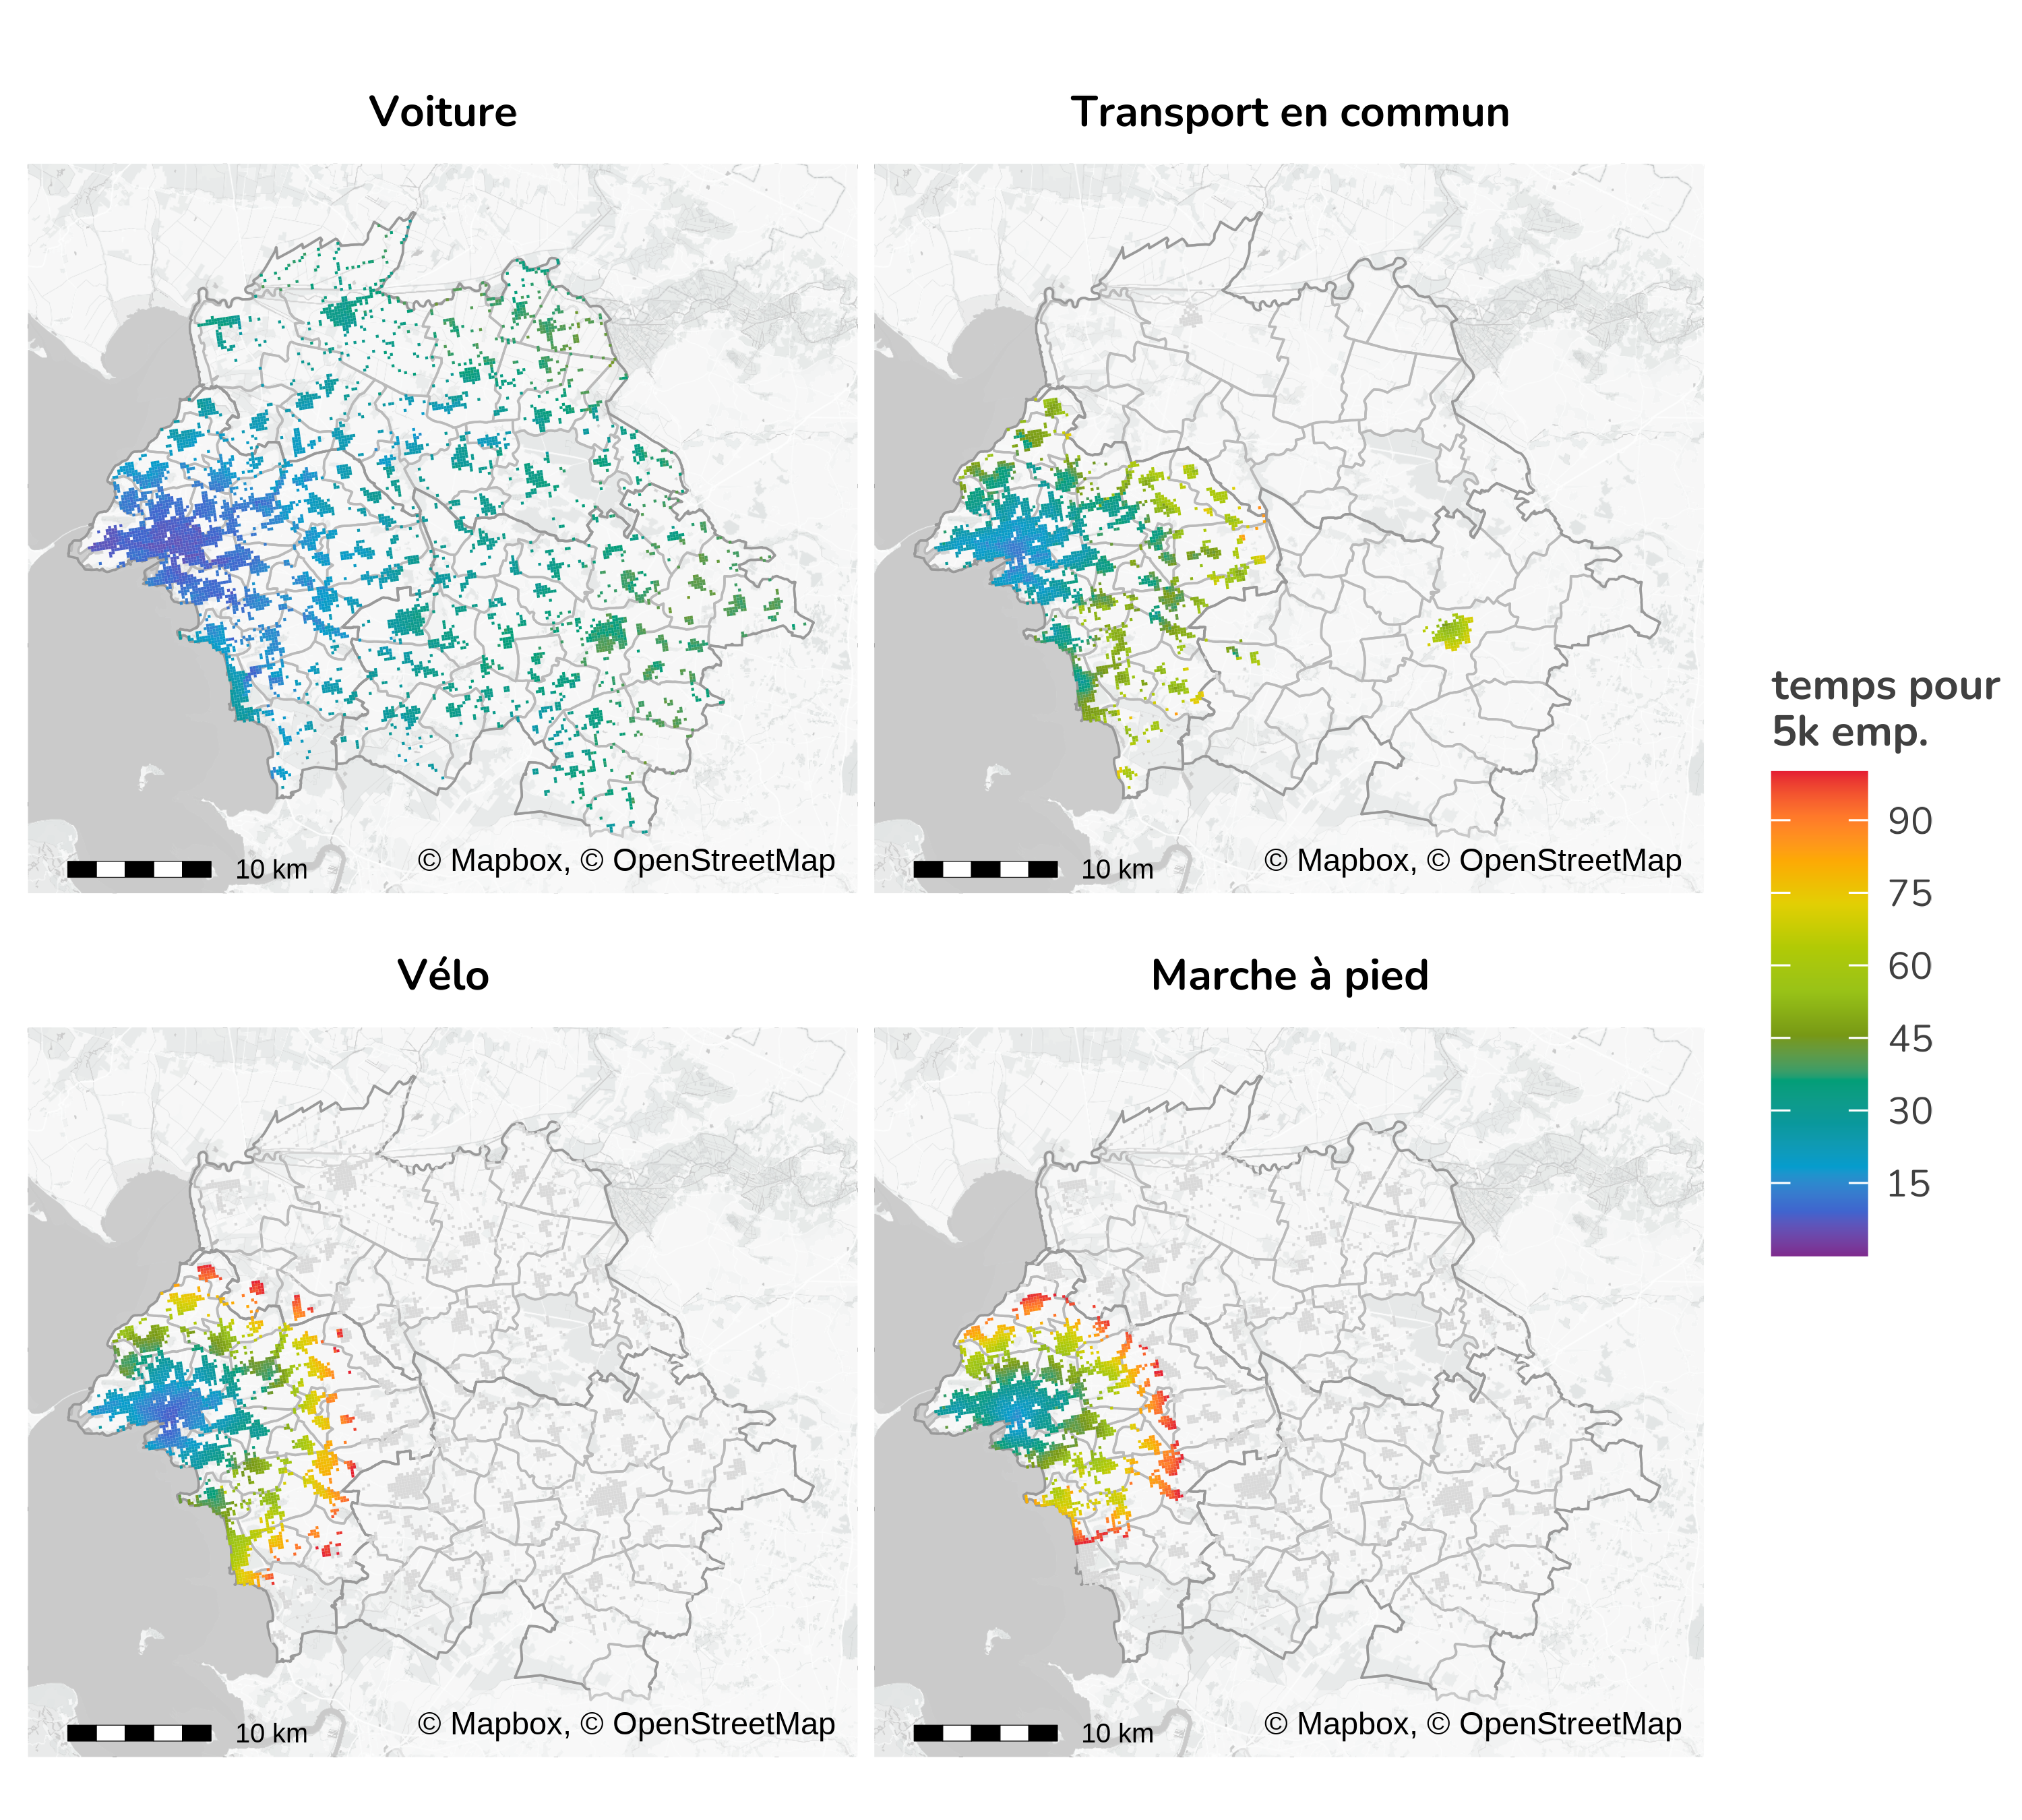 Voiture
Transport en commun
10 km
© Mapbox, © OpenStreetMap
10 km
© Mapbox, © OpenStreetMap
temps pour
5k emp.
90
75
60
45
30
15
Vélo
Marche à pied
10 km
© Mapbox, © OpenStreetMap
10 km
© Mapbox, © OpenStreetMap